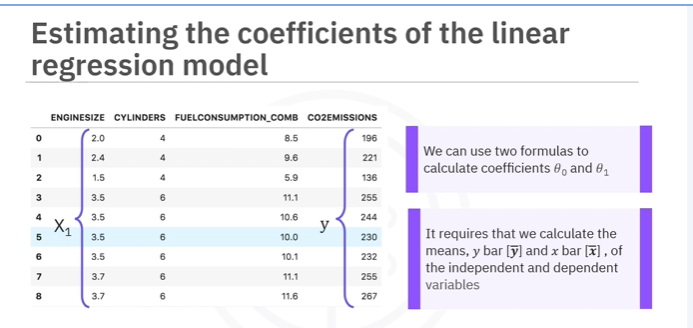 Estimating the coefficients of the linear
regression model
ENGINESIZE CYLINDERS FUELCONSUMPTION_COMB CO2EMISSIONS
0 2.0 4 8.5 196
1 2.4 4 9.6 221
2 1.5 4 5.9 136
3 3.5 6 11.1 255
4 3.5 6 10.6 244
5 3.5 6 10.0 230
6 3.5 6 10.1 232
7 3.7 6 11.1 255
8 3.7 6 11.6 267
X₁
y
We can use two formulas to
calculate coefficients θ₀ and θ₁
It requires that we calculate the
means, y bar [y̅] and x bar [x̅] , of
the independent and dependent
variables